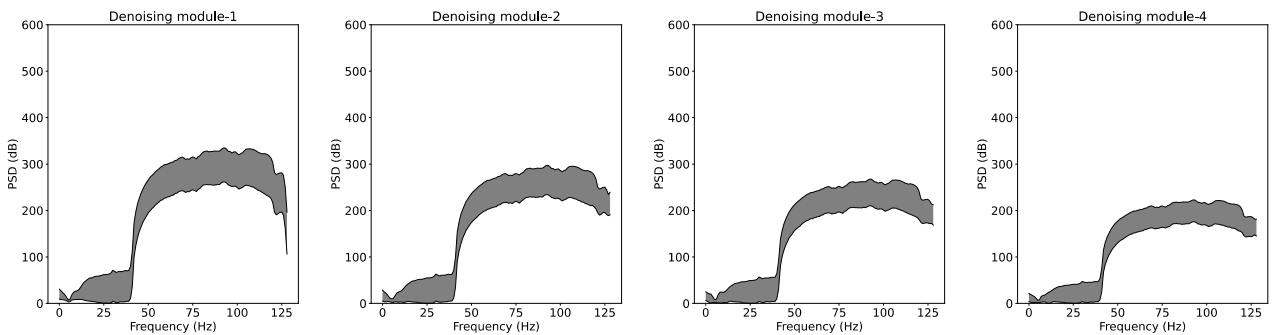 Denoising module-1
600
500
400
300
200
100
0
PSD (dB)
0 25 50 75 100 125
Frequency (Hz)
Denoising module-2
600
500
400
300
200
100
0
PSD (dB)
0 25 50 75 100 125
Frequency (Hz)
Denoising module-3
600
500
400
300
200
100
0
PSD (dB)
0 25 50 75 100 125
Frequency (Hz)
Denoising module-4
600
500
400
300
200
100
0
PSD (dB)
0 25 50 75 100 125
Frequency (Hz)